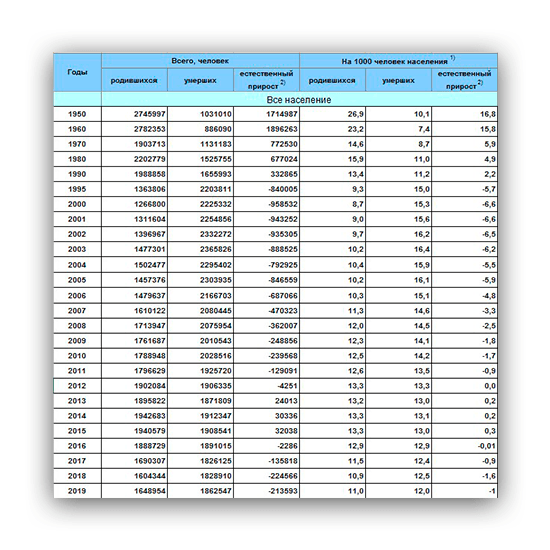 Годы Всего, человек На 1000 человек населения 1)
родившихся умерших естественный прирост 2) родившихся умерших естественный прирост 2)
Все население
1950 2745997 1031010 1714987 26,9 10,1 16,8
1960 2782353 886090 1896263 23,2 7,4 15,8
1970 1903713 1131183 772530 14,6 8,7 5,9
1980 2202779 1525755 677024 15,9 11,0 4,9
1990 1988858 1655993 332865 13,4 11,2 2,2
1995 1363806 2203811 -840005 9,3 15,0 -5,7
2000 1266800 2225332 -958532 8,7 15,3 -6,6
2001 1311604 2254856 -943252 9,0 15,6 -6,6
2002 1396967 2332272 -935305 9,7 16,2 -6,5
2003 1477301 2365826 -888525 10,2 16,4 -6,2
2004 1502477 2295402 -792925 10,4 15,9 -5,5
2005 1457376 2303935 -846559 10,2 16,1 -5,9
2006 1479637 2166703 -687066 10,3 15,1 -4,8
2007 1610122 2080445 -470323 11,3 14,6 -3,3
2008 1713947 2075954 -362007 12,0 14,5 -2,5
2009 1761687 2010543 -248856 12,3 14,1 -1,8
2010 1788948 2028516 -239568 12,5 14,2 -1,7
2011 1796629 1925720 -129091 12,6 13,5 -0,9
2012 1902084 1906335 -4251 13,3 13,3 0,0
2013 1895822 1871809 24013 13,2 13,0 0,2
2014 1942683 1912347 30336 13,3 13,1 0,2
2015 1940579 1908541 32038 13,3 13,0 0,3
2016 1888729 1891015 -2286 12,9 12,9 -0,01
2017 1690307 1826125 -135818 11,5 12,4 -0,9
2018 1604344 1828910 -224566 10,9 12,5 -1,6
2019 1648954 1862547 -213593 11,0 12,0 -1